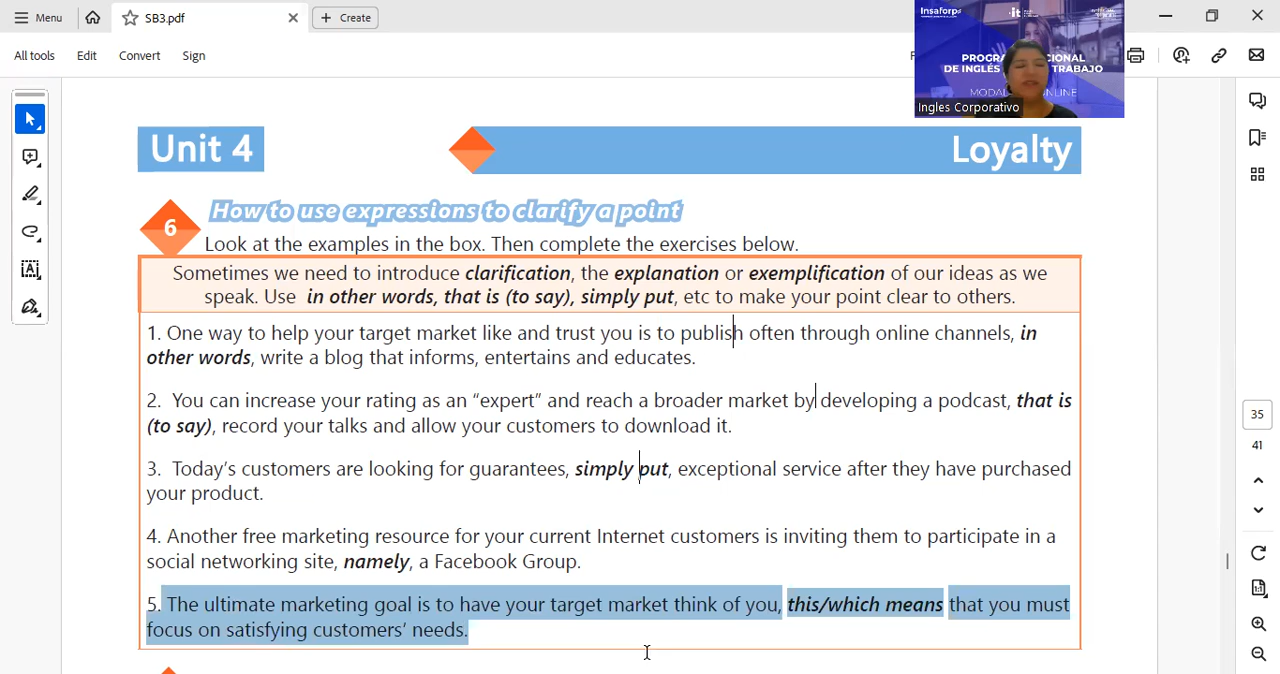 Menu
SB3.pdf
Create
All tools
Edit
Convert
Sign
Insaforp
PROGRAMA NACIONAL
DE INGLÉS TRABAJO
MODAL ONLINE
Ingles Corporativo
Unit 4
Loyalty
6
How to use expressions to clarify a point
Look at the examples in the box. Then complete the exercises below.
Sometimes we need to introduce clarification, the explanation or exemplification of our ideas as we
speak. Use in other words, that is (to say), simply put, etc to make your point clear to others.
1. One way to help your target market like and trust you is to publish often through online channels, in
other words, write a blog that informs, entertains and educates.
2. You can increase your rating as an “expert” and reach a broader market by developing a podcast, that is
(to say), record your talks and allow your customers to download it.
3. Today’s customers are looking for guarantees, simply put, exceptional service after they have purchased
your product.
4. Another free marketing resource for your current Internet customers is inviting them to participate in a
social networking site, namely, a Facebook Group.
5. The ultimate marketing goal is to have your target market think of you, this/which means that you must
focus on satisfying customers’ needs.
35
41